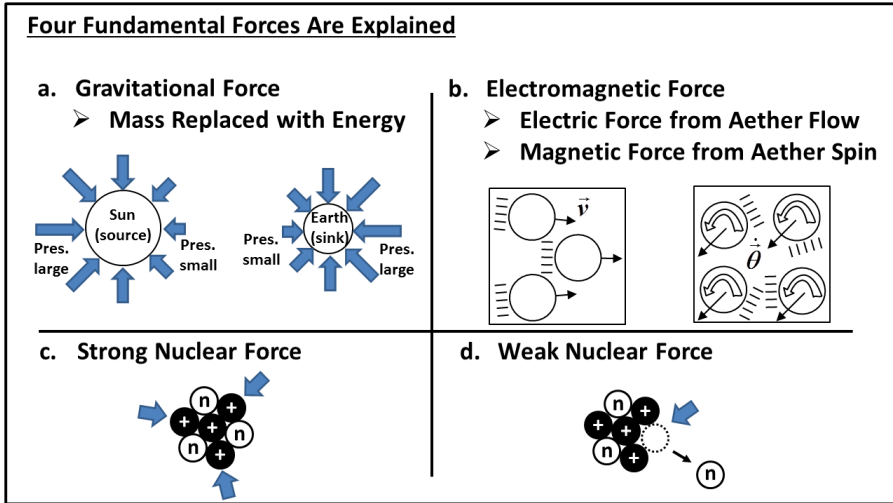 Four Fundamental Forces Are Explained
a. Gravitational Force
➢ Mass Replaced with Energy
Sun
(source)
Pres.
large
Pres.
small
Earth
(sink)
Pres.
small
Pres.
large
b. Electromagnetic Force
➢ Electric Force from Aether Flow
➢ Magnetic Force from Aether Spin
v⃗
θ̇⃗
c. Strong Nuclear Force
n
+
+
+
n
n
+
d. Weak Nuclear Force
n
+
+
+
n
+
n